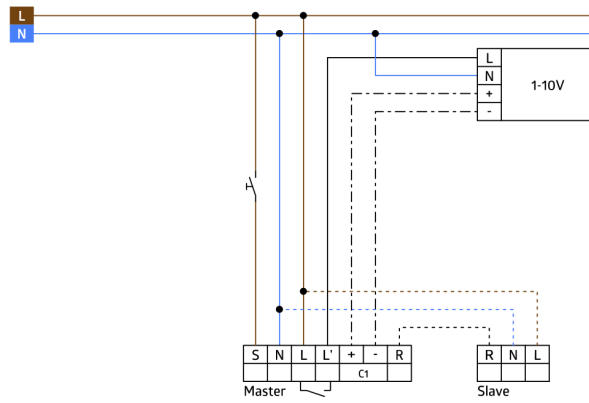 L
N
L
N
+
-
1-10V
S N L L' + - R
C1
R N L
Master
Slave